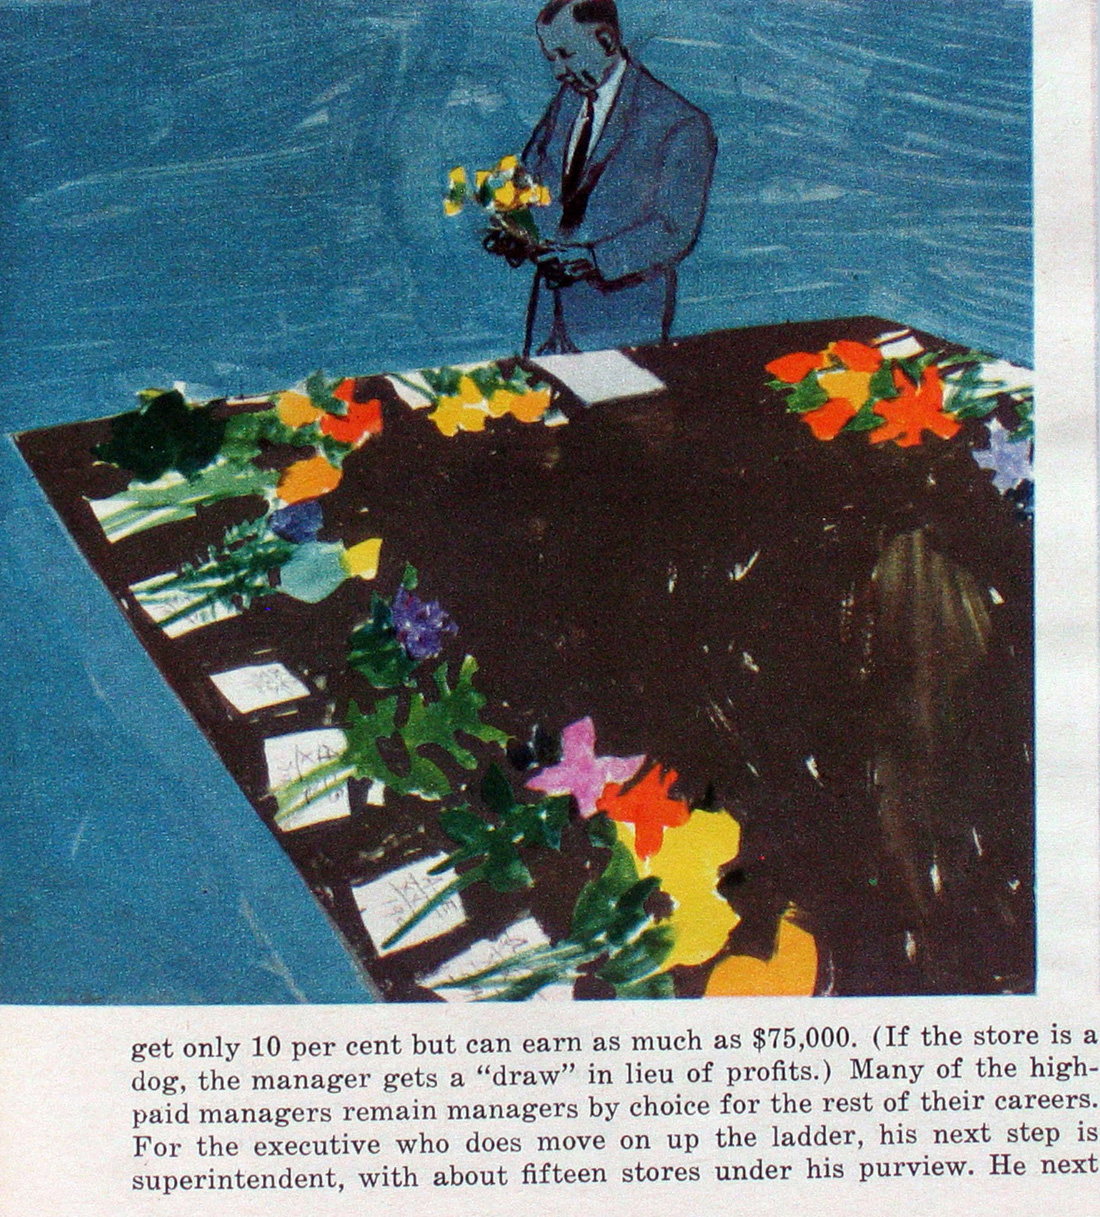 get only 10 per cent but can earn as much as $75,000. (If the store is a
dog, the manager gets a “draw” in lieu of profits.) Many of the high-
paid managers remain managers by choice for the rest of their careers.
For the executive who does move on up the ladder, his next step is
superintendent, with about fifteen stores under his purview. He next